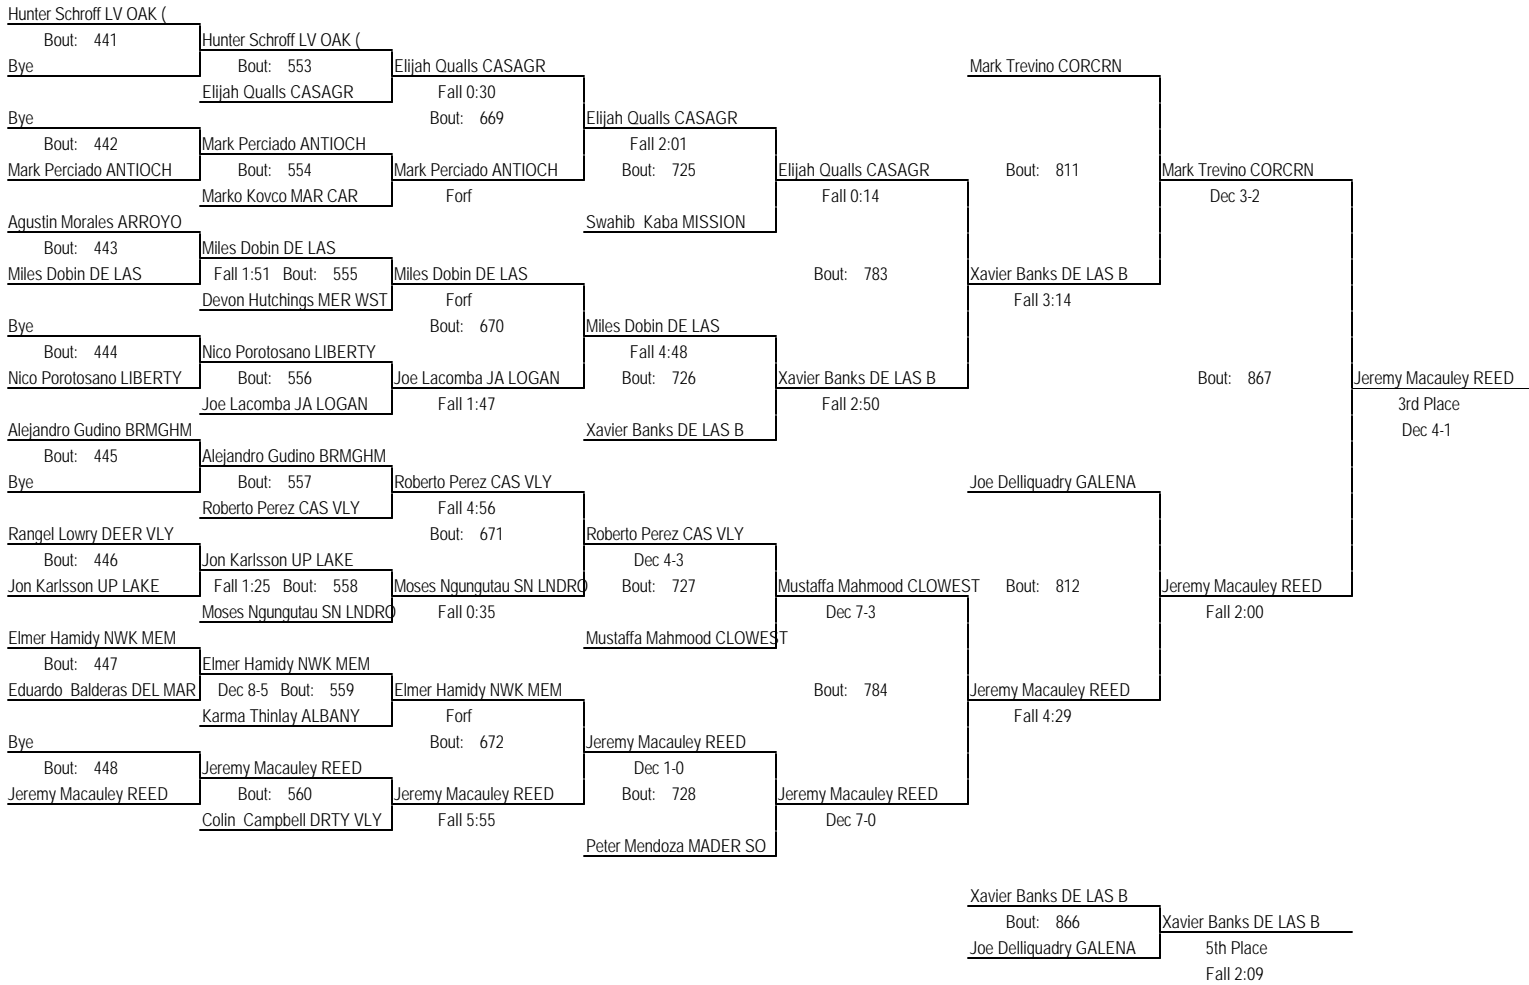 Hunter Schroff LV OAK (
Bout: 441
Hunter Schroff LV OAK (
Bye
Bout: 553
Elijah Qualls CASAGR
Mark Trevino CORCRN
Elijah Qualls CASAGR
Fall 0:30
Bye
Bout: 669
Elijah Qualls CASAGR
Bout: 442
Mark Perciado ANTIOCH
Fall 2:01
Mark Perciado ANTIOCH
Bout: 554
Mark Perciado ANTIOCH
Bout: 725
Elijah Qualls CASAGR
Bout: 811
Mark Trevino CORCRN
Marko Kovco MAR CAR
Forf
Fall 0:14
Dec 3-2
Agustin Morales ARROYO
Swahib Kaba MISSION
Bout: 443
Miles Dobin DE LAS
Miles Dobin DE LAS
Fall 1:51 Bout: 555
Miles Dobin DE LAS
Bout: 783
Xavier Banks DE LAS B
Devon Hutchings MER WST
Forf
Fall 3:14
Bye
Bout: 670
Miles Dobin DE LAS
Bout: 444
Nico Porotosano LIBERTY
Fall 4:48
Nico Porotosano LIBERTY
Bout: 556
Joe Lacomba JA LOGAN
Bout: 726
Xavier Banks DE LAS B
Bout: 867
Jeremy Macauley REED
Joe Lacomba JA LOGAN
Fall 1:47
Fall 2:50
3rd Place
Alejandro Gudino BRMGHM
Xavier Banks DE LAS B
Dec 4-1
Bout: 445
Alejandro Gudino BRMGHM
Bye
Bout: 557
Roberto Perez CAS VLY
Joe Delliquadry GALENA
Roberto Perez CAS VLY
Fall 4:56
Rangel Lowry DEER VLY
Bout: 671
Roberto Perez CAS VLY
Bout: 446
Jon Karlsson UP LAKE
Dec 4-3
Jon Karlsson UP LAKE
Fall 1:25 Bout: 558
Moses Ngungutau SN LNDRO
Bout: 727
Mustaffa Mahmood CLOWEST
Bout: 812
Jeremy Macauley REED
Moses Ngungutau SN LNDRO
Fall 0:35
Dec 7-3
Fall 2:00
Elmer Hamidy NWK MEM
Mustaffa Mahmood CLOWEST
Bout: 447
Elmer Hamidy NWK MEM
Eduardo Balderas DEL MAR
Dec 8-5 Bout: 559
Elmer Hamidy NWK MEM
Bout: 784
Jeremy Macauley REED
Karma Thinlay ALBANY
Forf
Fall 4:29
Bye
Bout: 672
Jeremy Macauley REED
Bout: 448
Jeremy Macauley REED
Dec 1-0
Jeremy Macauley REED
Bout: 560
Jeremy Macauley REED
Bout: 728
Jeremy Macauley REED
Colin Campbell DRTY VLY
Fall 5:55
Dec 7-0
Peter Mendoza MADER SO
Xavier Banks DE LAS B
Bout: 866
Xavier Banks DE LAS B
Joe Delliquadry GALENA
5th Place
Fall 2:09